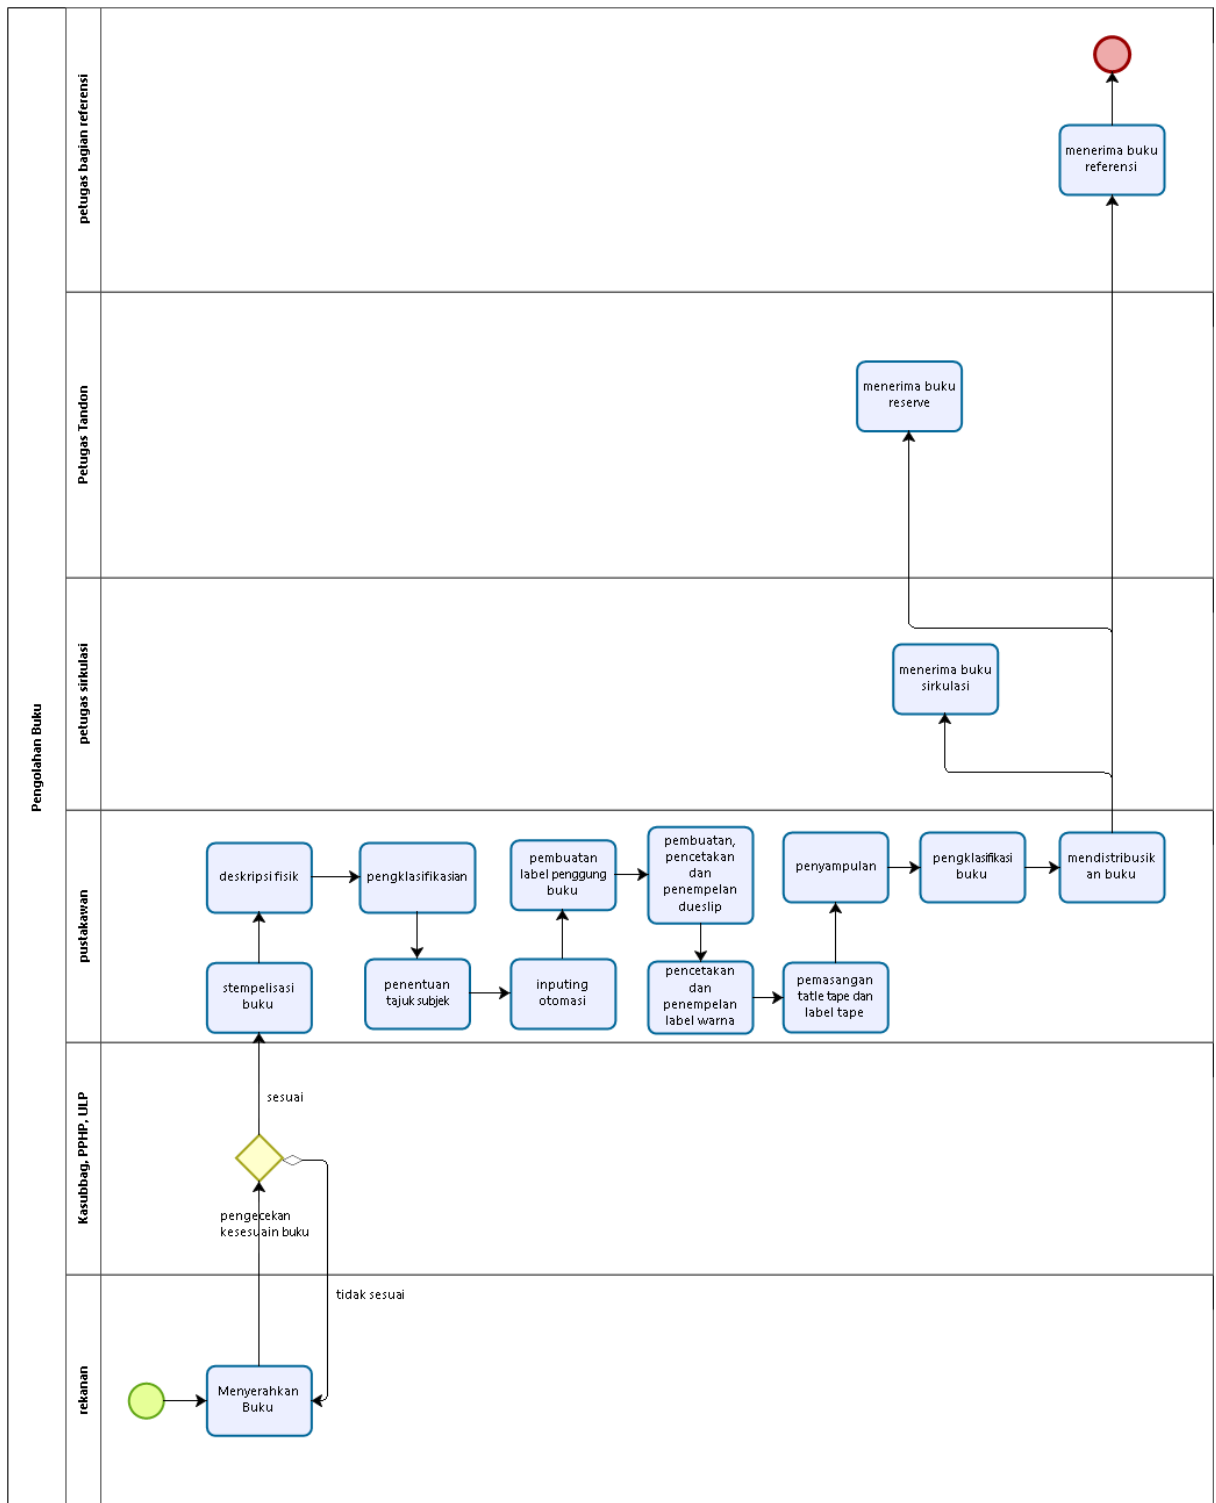 Pengolahan Buku
petugas bagian referensi
menerima buku
referensi
Petugas Tandon
menerima buku
reserve
petugas sirkulasi
menerima buku
sirkulasi
pustakawan
deskripsi fisik
pengklasifikasian
pembuatan
label penggung
buku
pembuatan,
pencetakan
dan
penempelan
dueslip
penyampulan
pengklasifikasi
buku
mendistribusik
an buku
stempelisasi
buku
penentuan
tajuk subjek
inputing
otomasi
pencetakan
dan
penempelan
label warna
pemasangan
tatle tape dan
label tape
Kasubbag, PPHP, ULP
sesuai
pengecekan
kesesuain buku
rekanan
tidak sesuai
Menyerahkan
Buku